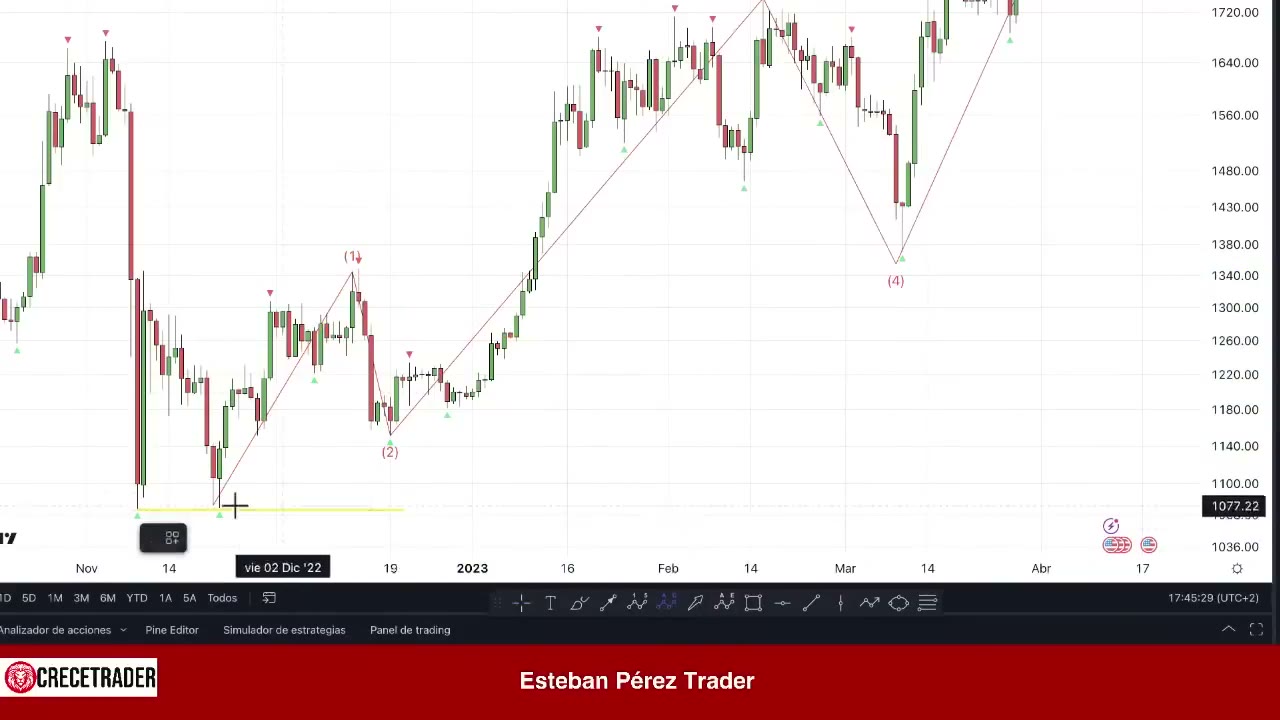 1720.00
1640.00
1560.00
1480.00
1430.00
1380.00
1340.00
1300.00
1260.00
1220.00
1180.00
1140.00
1100.00
1077.22
1036.00
(1)
(2)
(4)
Nov
14
vie 02 Dic '22
19
2023
16
Feb
14
Mar
14
Abr
17
1D 5D 1M 3M 6M YTD 1A 5A Todos
17:45:29 (UTC+2)
Analizador de acciones
Pine Editor
Simulador de estrategias
Panel de trading
CRECETRADER
Esteban Pérez Trader